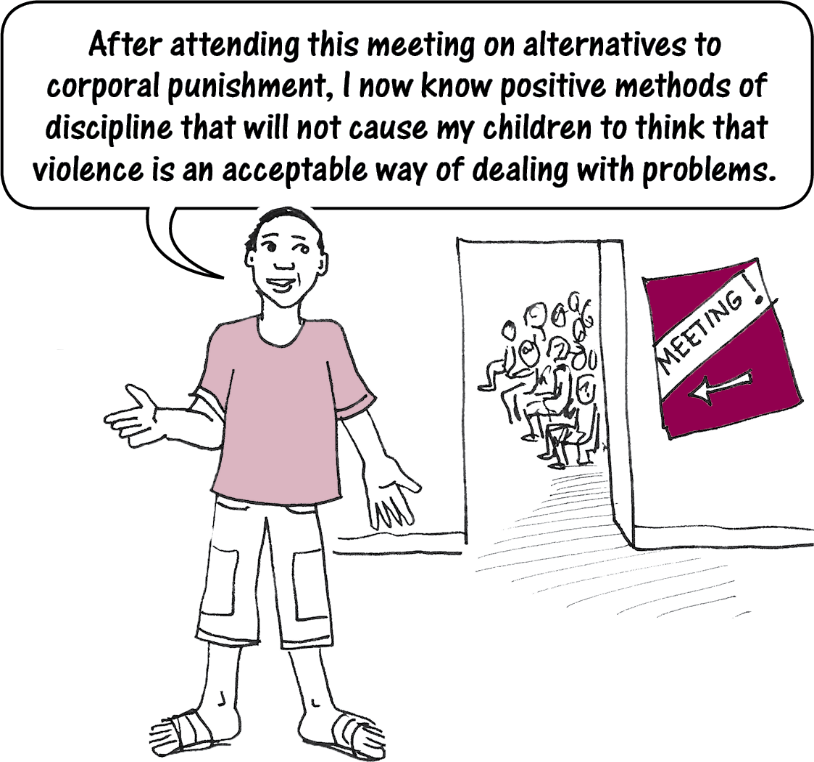 After attending this meeting on alternatives to
corporal punishment, I now know positive methods of
discipline that will not cause my children to think that
violence is an acceptable way of dealing with problems.
MEETING!